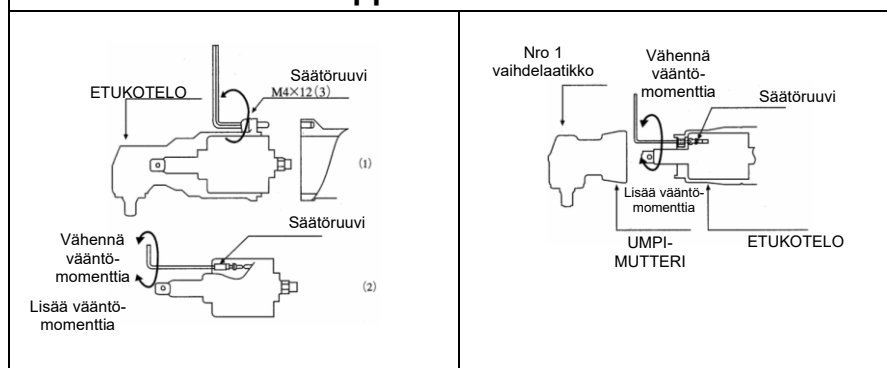 ETUKOTELO
Säätöruuvi
M4×12(3)
(1)
Säätöruuvi
Vähennä
vääntö-
momenttia
(2)
Lisää vääntö-
momenttia
Nro 1
vaihdelaatikko
Vähennä
vääntö-
momenttia
Säätöruuvi
Lisää vääntö-
momenttia
UMPI-
MUTTERI
ETUKOTELO